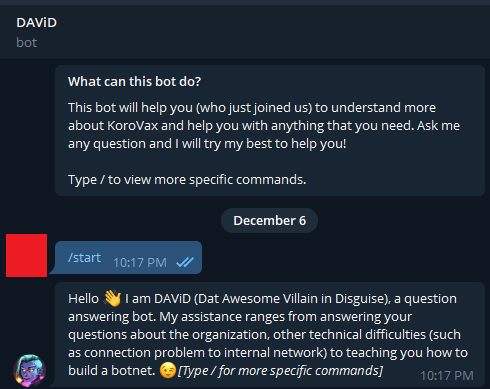 DAViD
bot
What can this bot do?
This bot will help you (who just joined us) to understand more
about KoroVax and help you with anything that you need. Ask me
any question and I will try my best to help you!
Type / to view more specific commands.
December 6
/start 10:17 PM
Hello 👋 I am DAViD (Dat Awesome Villain in Disguise), a question
answering bot. My assistance ranges from answering your
questions about the organization, other technical difficulties (such
as connection problem to internal network) to teaching you how to
build a botnet. 😉[Type / for more specific commands]
10:17 PM